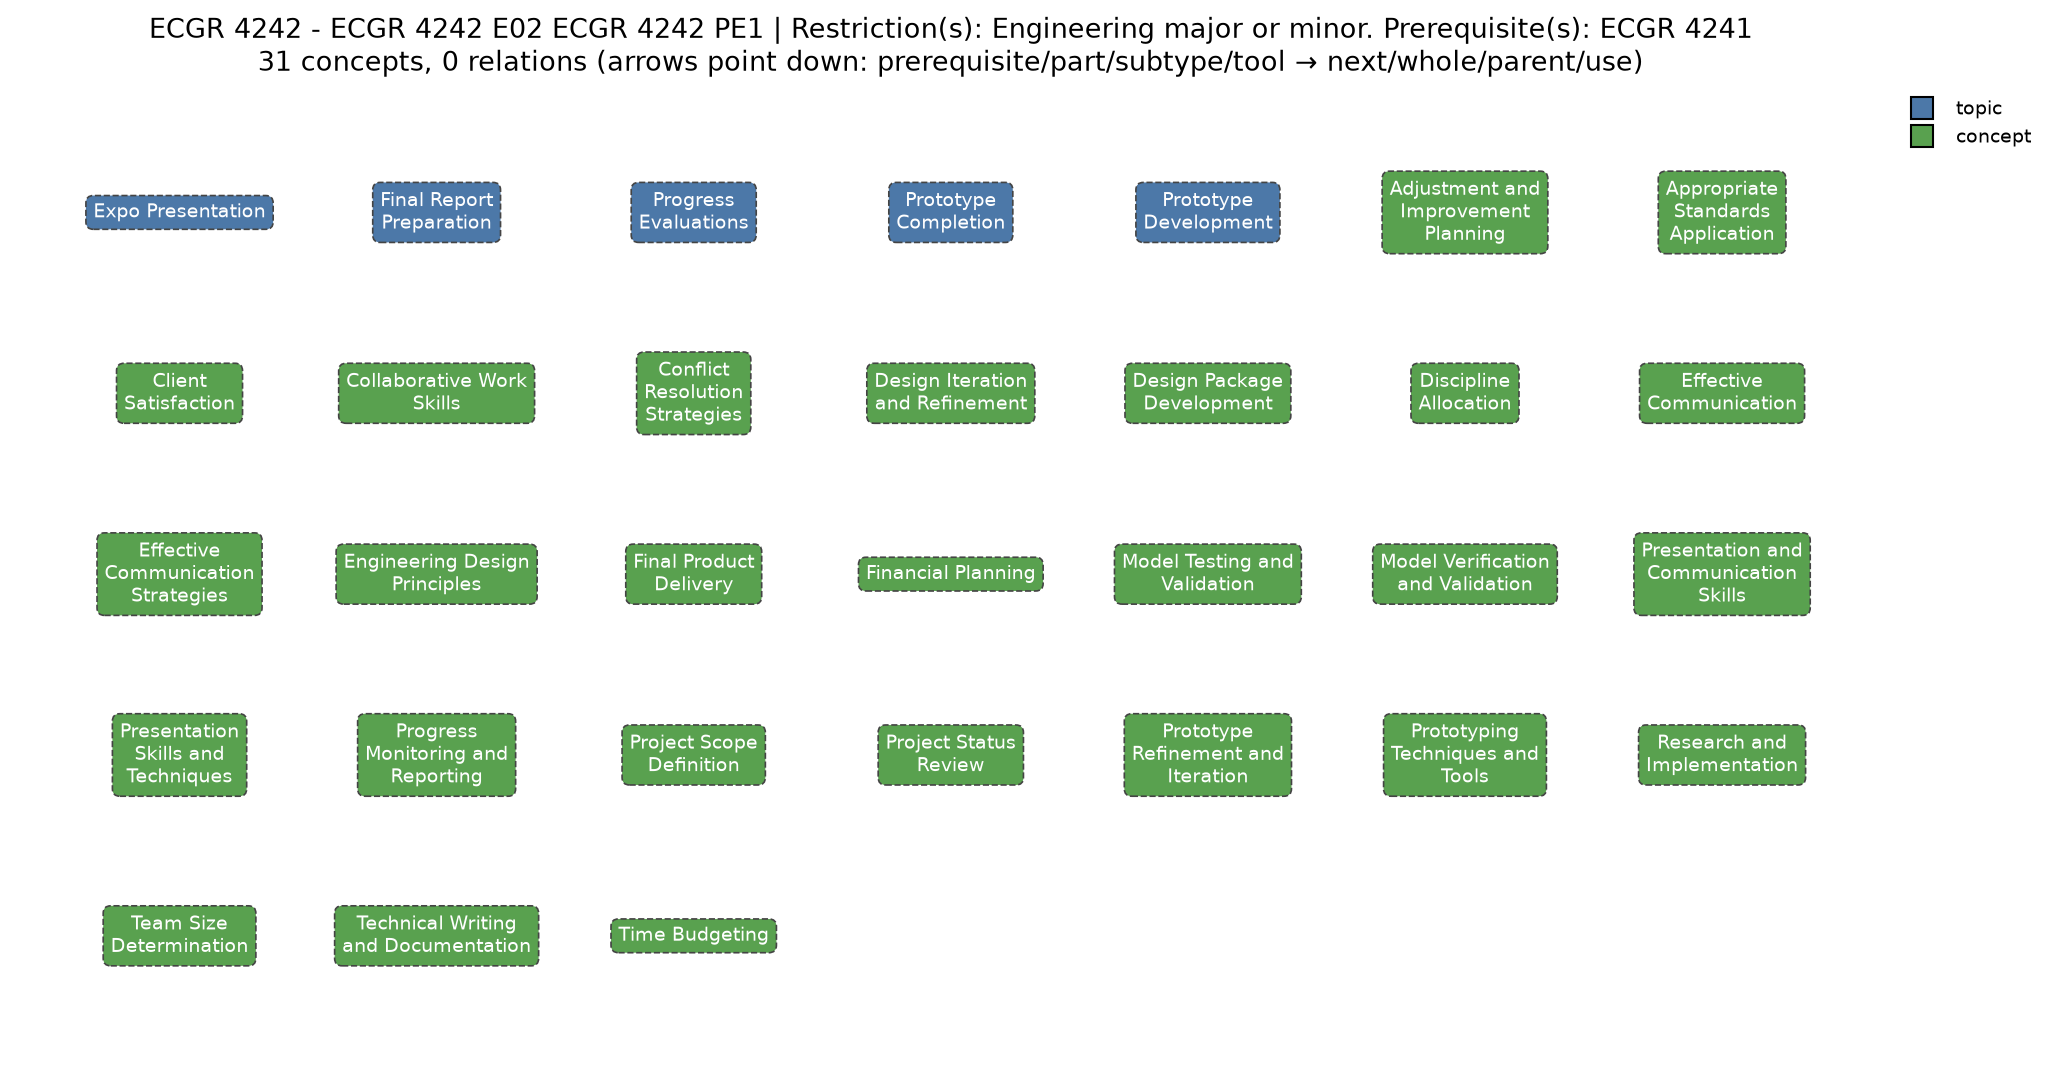 ECGR 4242 - ECGR 4242 E02 ECGR 4242 PE1 | Restriction(s): Engineering major or minor. Prerequisite(s): ECGR 4241
31 concepts, 0 relations (arrows point down: prerequisite/part/subtype/tool → next/whole/parent/use)
topic
concept
Expo Presentation
Final Report
Preparation
Progress
Evaluations
Prototype
Completion
Prototype
Development
Adjustment and
Improvement
Planning
Appropriate
Standards
Application
Client
Satisfaction
Collaborative Work
Skills
Conflict
Resolution
Strategies
Design Iteration
and Refinement
Design Package
Development
Discipline
Allocation
Effective
Communication
Effective
Communication
Strategies
Engineering Design
Principles
Final Product
Delivery
Financial Planning
Model Testing and
Validation
Model Verification
and Validation
Presentation and
Communication
Skills
Presentation
Skills and
Techniques
Progress
Monitoring and
Reporting
Project Scope
Definition
Project Status
Review
Prototype
Refinement and
Iteration
Prototyping
Techniques and
Tools
Research and
Implementation
Team Size
Determination
Technical Writing
and Documentation
Time Budgeting